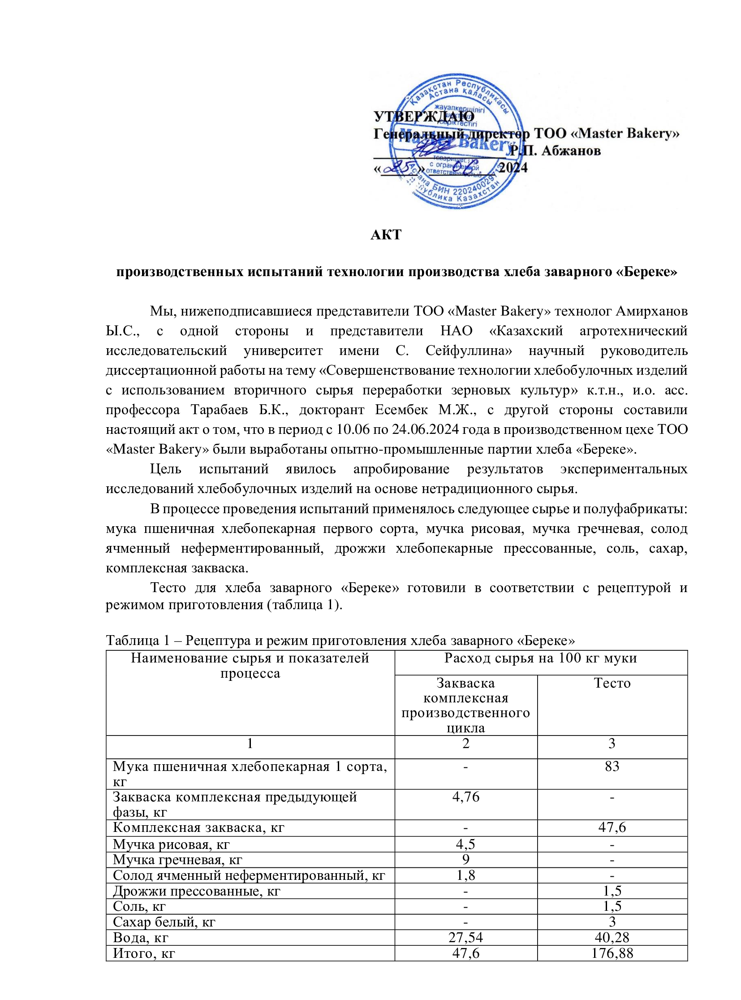 Қазақстан Республикасы
Астана қаласы
жауапкершілігі
УТВЕРЖДАЮ
серіктестігі
Генеральный директор ТОО «Master Bakery»
Master Bakery
Р.П. Абжанов
с ограниченной
ответственностью
«25» 06 2024
Астана БИН 220240029713
Республика Казахстан
АКТ
производственных испытаний технологии производства хлеба заварного «Береке»
Мы, нижеподписавшиеся представители ТОО «Master Bakery» технолог Амирханов
Ы.С., с одной стороны и представители НАО «Казахский агротехнический
исследовательский университет имени С. Сейфуллина» научный руководитель
диссертационной работы на тему «Совершенствование технологии хлебобулочных изделий
с использованием вторичного сырья переработки зерновых культур» к.т.н., и.о. асс.
профессора Тарабаев Б.К., докторант Есембек М.Ж., с другой стороны составили
настоящий акт о том, что в период с 10.06 по 24.06.2024 года в производственном цехе ТОО
«Master Bakery» были выработаны опытно-промышленные партии хлеба «Береке».
Цель испытаний явилось апробирование результатов экспериментальных
исследований хлебобулочных изделий на основе нетрадиционного сырья.
В процессе проведения испытаний применялось следующее сырье и полуфабрикаты:
мука пшеничная хлебопекарная первого сорта, мучка рисовая, мучка гречневая, солод
ячменный неферментированный, дрожжи хлебопекарные прессованные, соль, сахар,
комплексная закваска.
Тесто для хлеба заварного «Береке» готовили в соответствии с рецептурой и
режимом приготовления (таблица 1).
Таблица 1 – Рецептура и режим приготовления хлеба заварного «Береке»
Наименование сырья и показателей
процесса
Расход сырья на 100 кг муки
Закваска
комплексная
производственного
цикла
Тесто
1 2 3
Мука пшеничная хлебопекарная 1 сорта,
кг
- 83
Закваска комплексная предыдующей
фазы, кг
4,76 -
Комплексная закваска, кг - 47,6
Мучка рисовая, кг 4,5 -
Мучка гречневая, кг 9 -
Солод ячменный неферментированный, кг 1,8 -
Дрожжи прессованные, кг - 1,5
Соль, кг - 1,5
Сахар белый, кг - 3
Вода, кг 27,54 40,28
Итого, кг 47,6 176,88